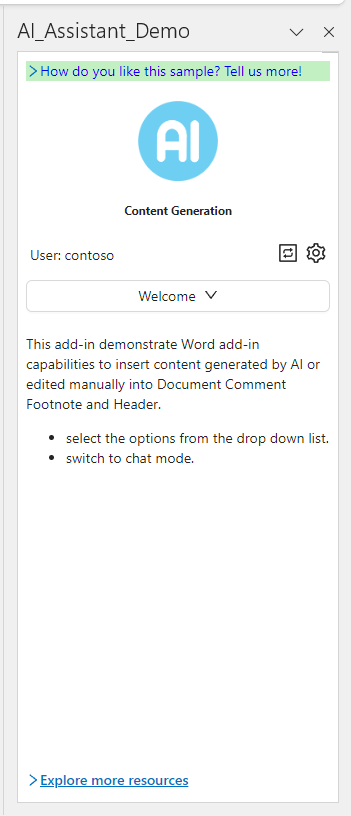 AI_Assistant_Demo
How do you like this sample? Tell us more!
AI
Content Generation
User: contoso
Welcome
This add-in demonstrate Word add-in
capabilities to insert content generated by AI or
edited manually into Document Comment
Footnote and Header.
• select the options from the drop down list.
• switch to chat mode.
Explore more resources